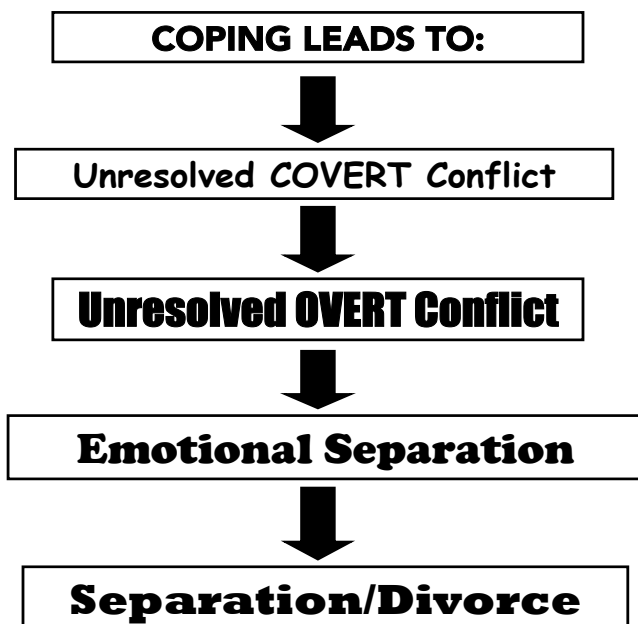 COPING LEADS TO:
Unresolved COVERT Conflict
Unresolved OVERT Conflict
Emotional Separation
Separation/Divorce